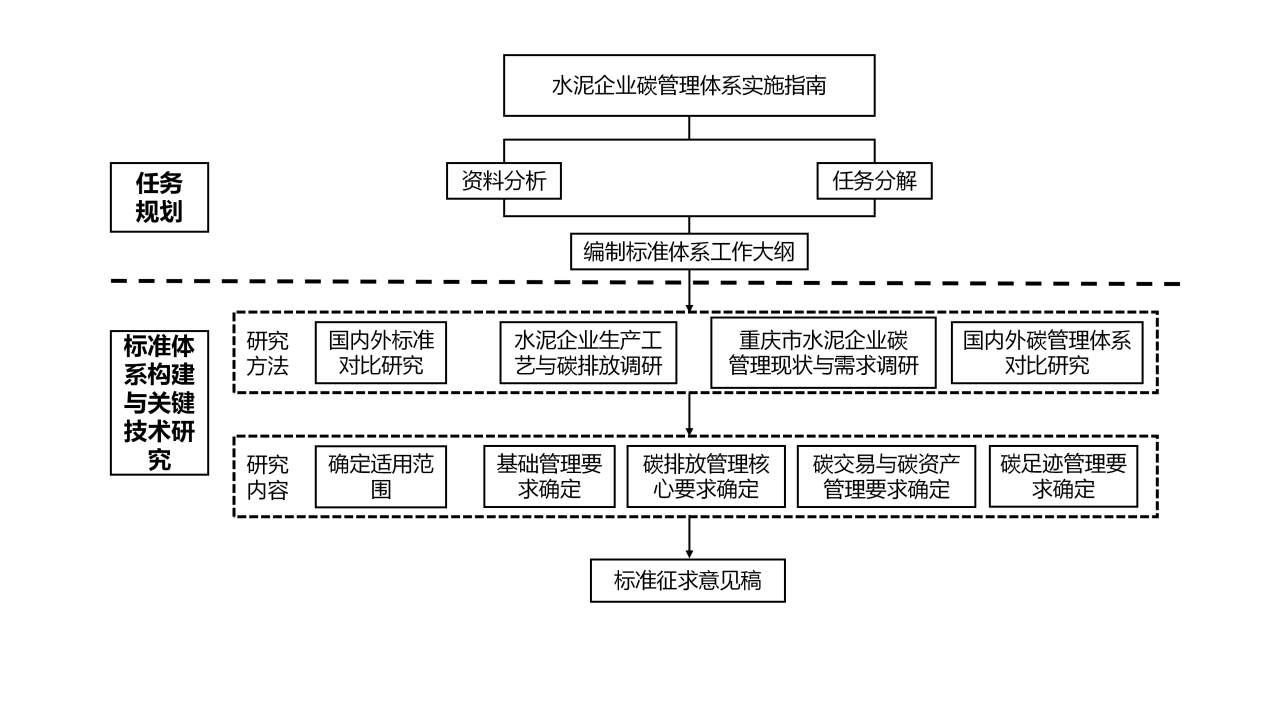 水泥企业碳管理体系实施指南
任务
规划
资料分析
任务分解
编制标准体系工作大纲
标准体
系构建
与关键
技术研
究
研究
方法
国内外标准
对比研究
水泥企业生产工
艺与碳排放调研
重庆市水泥企业碳
管理现状与需求调研
国内外碳管理体系
对比研究
研究
内容
确定适用范
围
基础管理要
求确定
碳排放管理核
心要求确定
碳交易与碳资产
管理要求确定
碳足迹管理要
求确定
标准征求意见稿